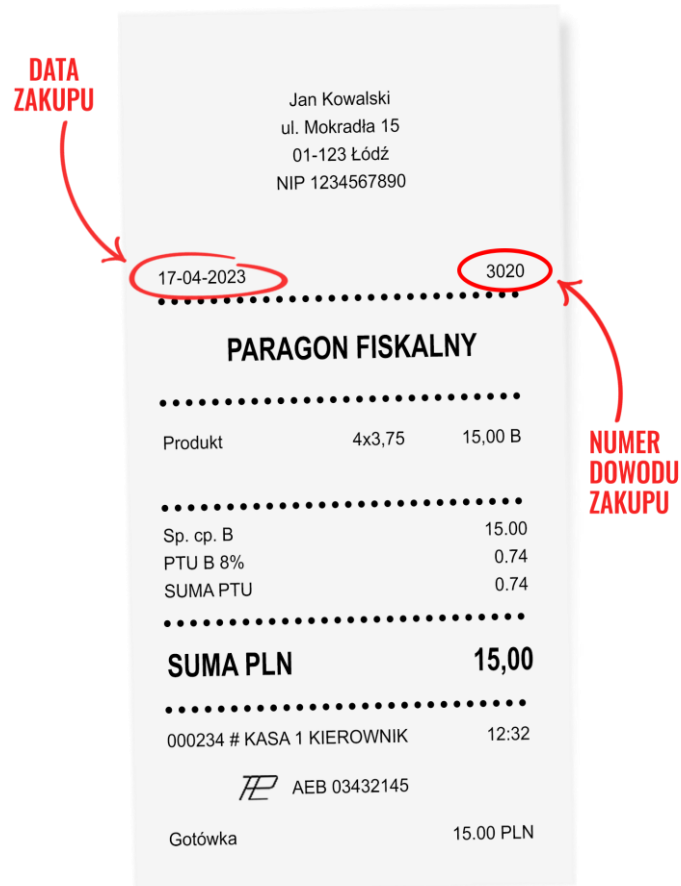 DATA
ZAKUPU
Jan Kowalski
ul. Mokradła 15
01-123 Łódź
NIP 1234567890
17-04-2023 3020
PARAGON FISKALNY
Produkt 4x3,75 15,00 B
Sp. cp. B 15.00
PTU B 8% 0.74
SUMA PTU 0.74
SUMA PLN 15,00
000234 # KASA 1 KIEROWNIK 12:32
AEB 03432145
Gotówka 15.00 PLN
NUMER
DOWODU
ZAKUPU